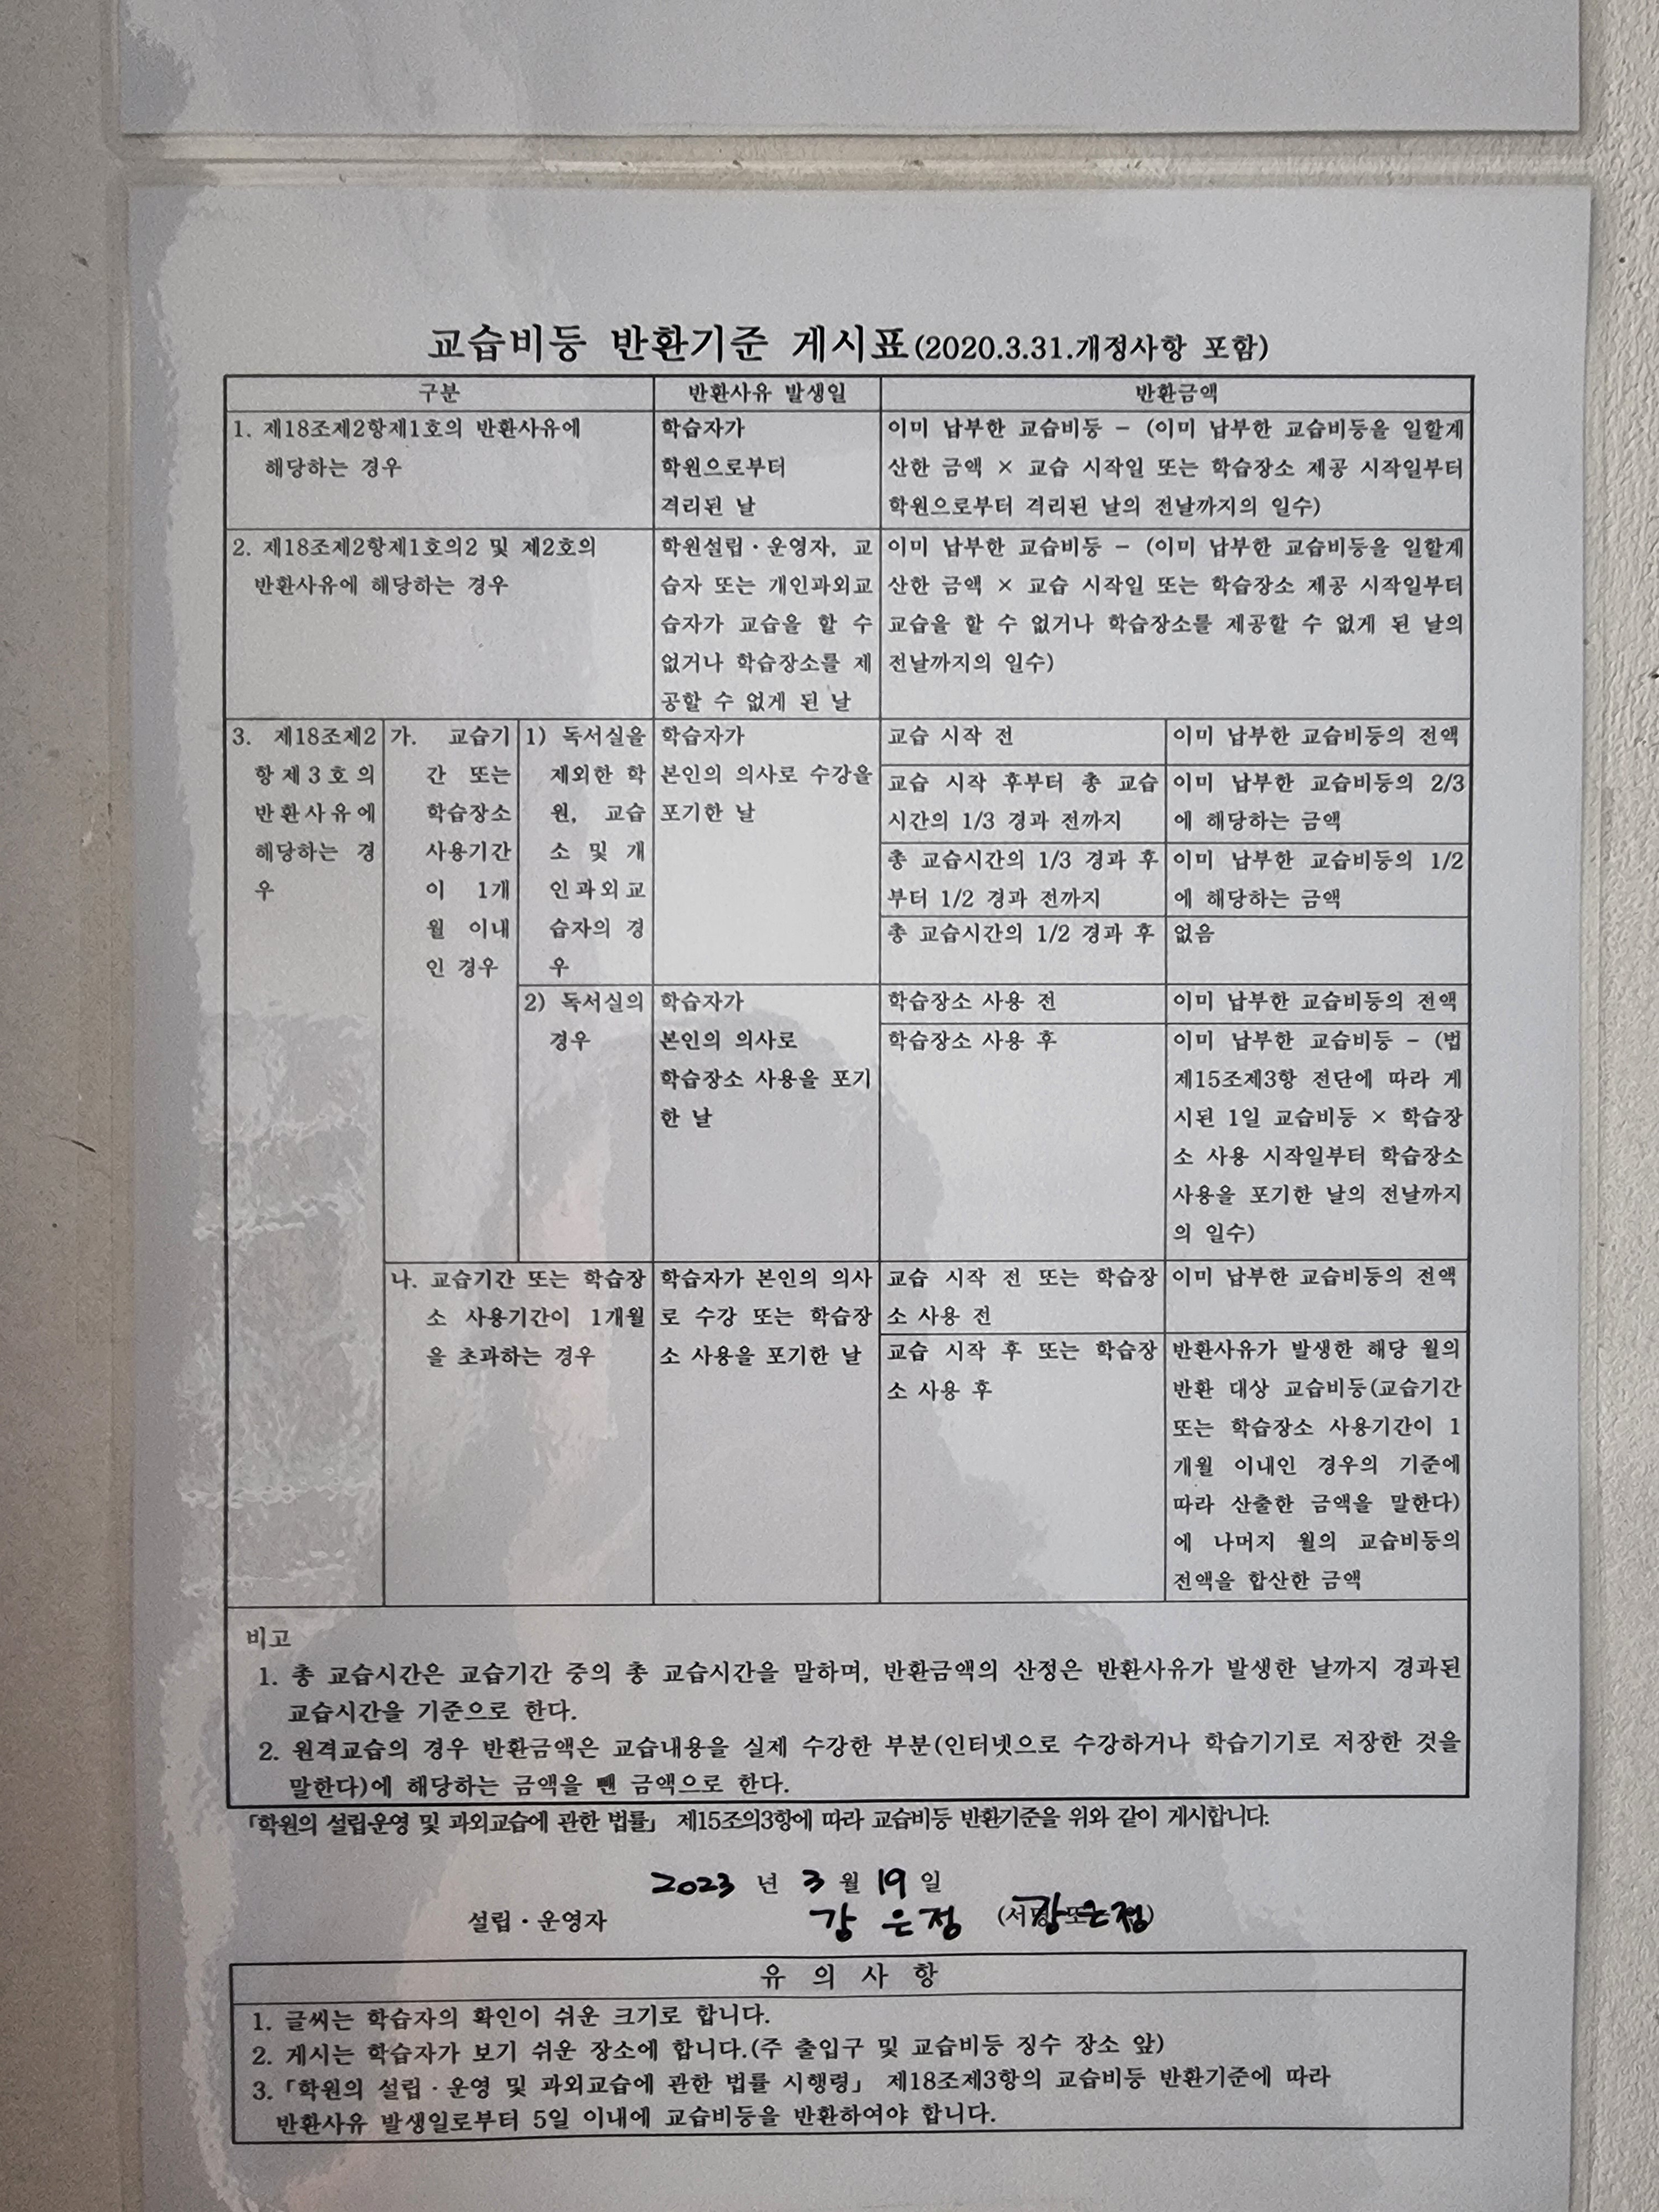 교습비등 반환기준 게시표(2020.3.31.개정사항 포함)
구분
반환사유 발생일
반환금액
1. 제18조제2항제1호의 반환사유에
해당하는 경우
학습자가
학원으로부터
격리된 날
이미 납부한 교습비등 - (이미 납부한 교습비등을 일할계
산한 금액 × 교습 시작일 또는 학습장소 제공 시작일부터
학원으로부터 격리된 날의 전날까지의 일수)
2. 제18조제2항제1호의2 및 제2호의
반환사유에 해당하는 경우
학원설립·운영자, 교
습자 또는 개인과외교
습자가 교습을 할 수
없거나 학습장소를 제
공할 수 없게 된 날
이미 납부한 교습비등 - (이미 납부한 교습비등을 일할계
산한 금액 × 교습 시작일 또는 학습장소 제공 시작일부터
교습을 할 수 없거나 학습장소를 제공할 수 없게 된 날의
전날까지의 일수)
3. 제18조제2
항제3호의
반환사유에
해당하는 경
우
가. 교습기
간 또는
학습장소
사용기간
이 1개
월 이내
인 경우
1) 독서실을
제외한 학
원, 교습
소 및 개
인과외교
습자의 경
우
학습자가
본인의 의사로 수강을
포기한 날
교습 시작 전
이미 납부한 교습비등의 전액
교습 시작 후부터 총 교습
시간의 1/3 경과 전까지
이미 납부한 교습비등의 2/3
에 해당하는 금액
총 교습시간의 1/3 경과 후
부터 1/2 경과 전까지
이미 납부한 교습비등의 1/2
에 해당하는 금액
총 교습시간의 1/2 경과 후
없음
2) 독서실의
경우
학습자가
본인의 의사로
학습장소 사용을 포기
한 날
학습장소 사용 전
이미 납부한 교습비등의 전액
학습장소 사용 후
이미 납부한 교습비등 - (법
제15조제3항 전단에 따라 게
시된 1일 교습비등 × 학습장
소 사용 시작일부터 학습장소
사용을 포기한 날의 전날까지
의 일수)
나. 교습기간 또는 학습장
소 사용기간이 1개월
을 초과하는 경우
학습자가 본인의 의사
로 수강 또는 학습장
소 사용을 포기한 날
교습 시작 전 또는 학습장
소 사용 전
이미 납부한 교습비등의 전액
교습 시작 후 또는 학습장
소 사용 후
반환사유가 발생한 해당 월의
반환 대상 교습비등(교습기간
또는 학습장소 사용기간이 1
개월 이내인 경우의 기준에
따라 산출한 금액을 말한다)
에 나머지 월의 교습비등의
전액을 합산한 금액
비고
1. 총 교습시간은 교습기간 중의 총 교습시간을 말하며, 반환금액의 산정은 반환사유가 발생한 날까지 경과된
교습시간을 기준으로 한다.
2. 원격교습의 경우 반환금액은 교습내용을 실제 수강한 부분(인터넷으로 수강하거나 학습기기로 저장한 것을
말한다)에 해당하는 금액을 뺀 금액으로 한다.
「학원의 설립·운영 및 과외교습에 관한 법률」 제15조의3항에 따라 교습비등 반환기준을 위와 같이 게시합니다.
2023 년 3 월 19 일
설립·운영자 강 은정 (서명 또는 강은정)
유 의 사 항
1. 글씨는 학습자의 확인이 쉬운 크기로 합니다.
2. 게시는 학습자가 보기 쉬운 장소에 합니다.(주 출입구 및 교습비등 징수 장소 앞)
3.「학원의 설립·운영 및 과외교습에 관한 법률 시행령」 제18조제3항의 교습비등 반환기준에 따라
반환사유 발생일로부터 5일 이내에 교습비등을 반환하여야 합니다.